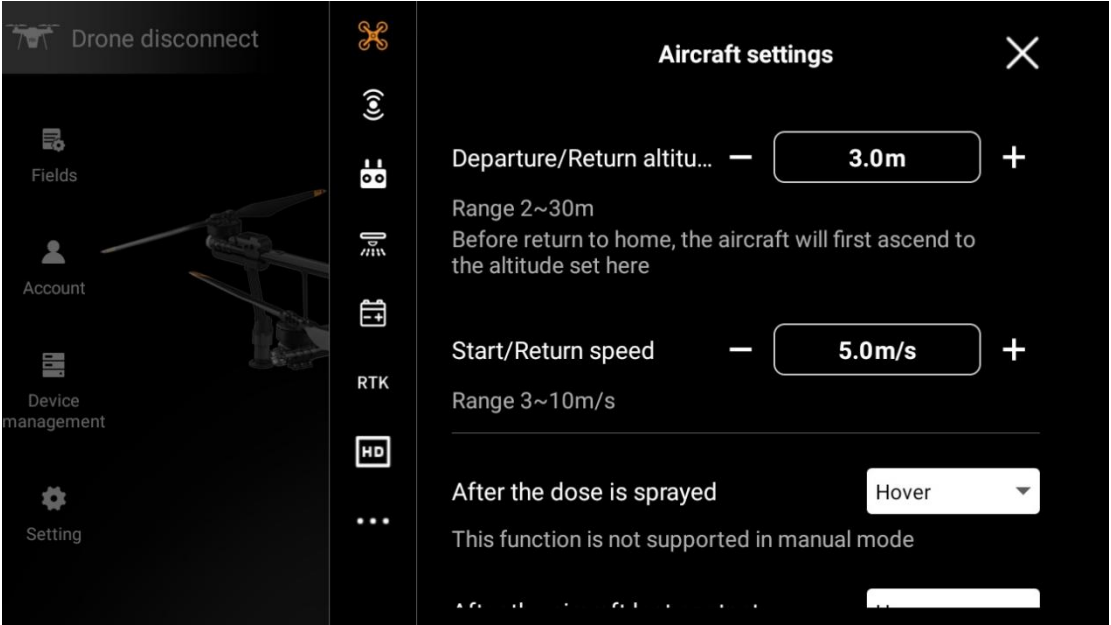 Drone disconnect
Fields
Account
Device
management
Setting
RTK
HD
Aircraft settings
Departure/Return altitu... 3.0m
Range 2~30m
Before return to home, the aircraft will first ascend to
the altitude set here
Start/Return speed 5.0m/s
Range 3~10m/s
After the dose is sprayed Hover
This function is not supported in manual mode